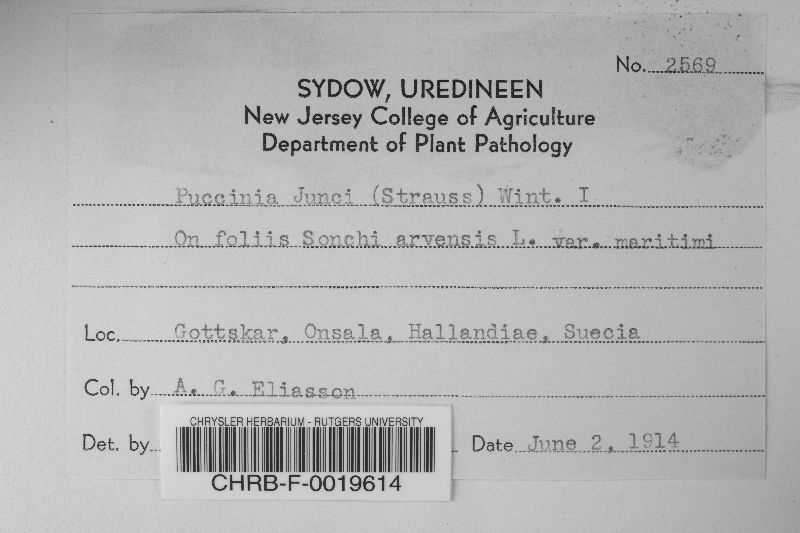 No. 2569
SYDOW, UREDINEEN
New Jersey College of Agriculture
Department of Plant Pathology
Puccinia Junci (Strauss) Wint. I
On foliis Sonchi arvensis L. var. maritimi
Loc. Gottskar, Onsala, Hallandiae, Suecia
Col. by A. G. Eliasson
Det. by Date June 2, 1914
CHRYSLER HERBARIUM - RUTGERS UNIVERSITY
CHRB-F-0019614